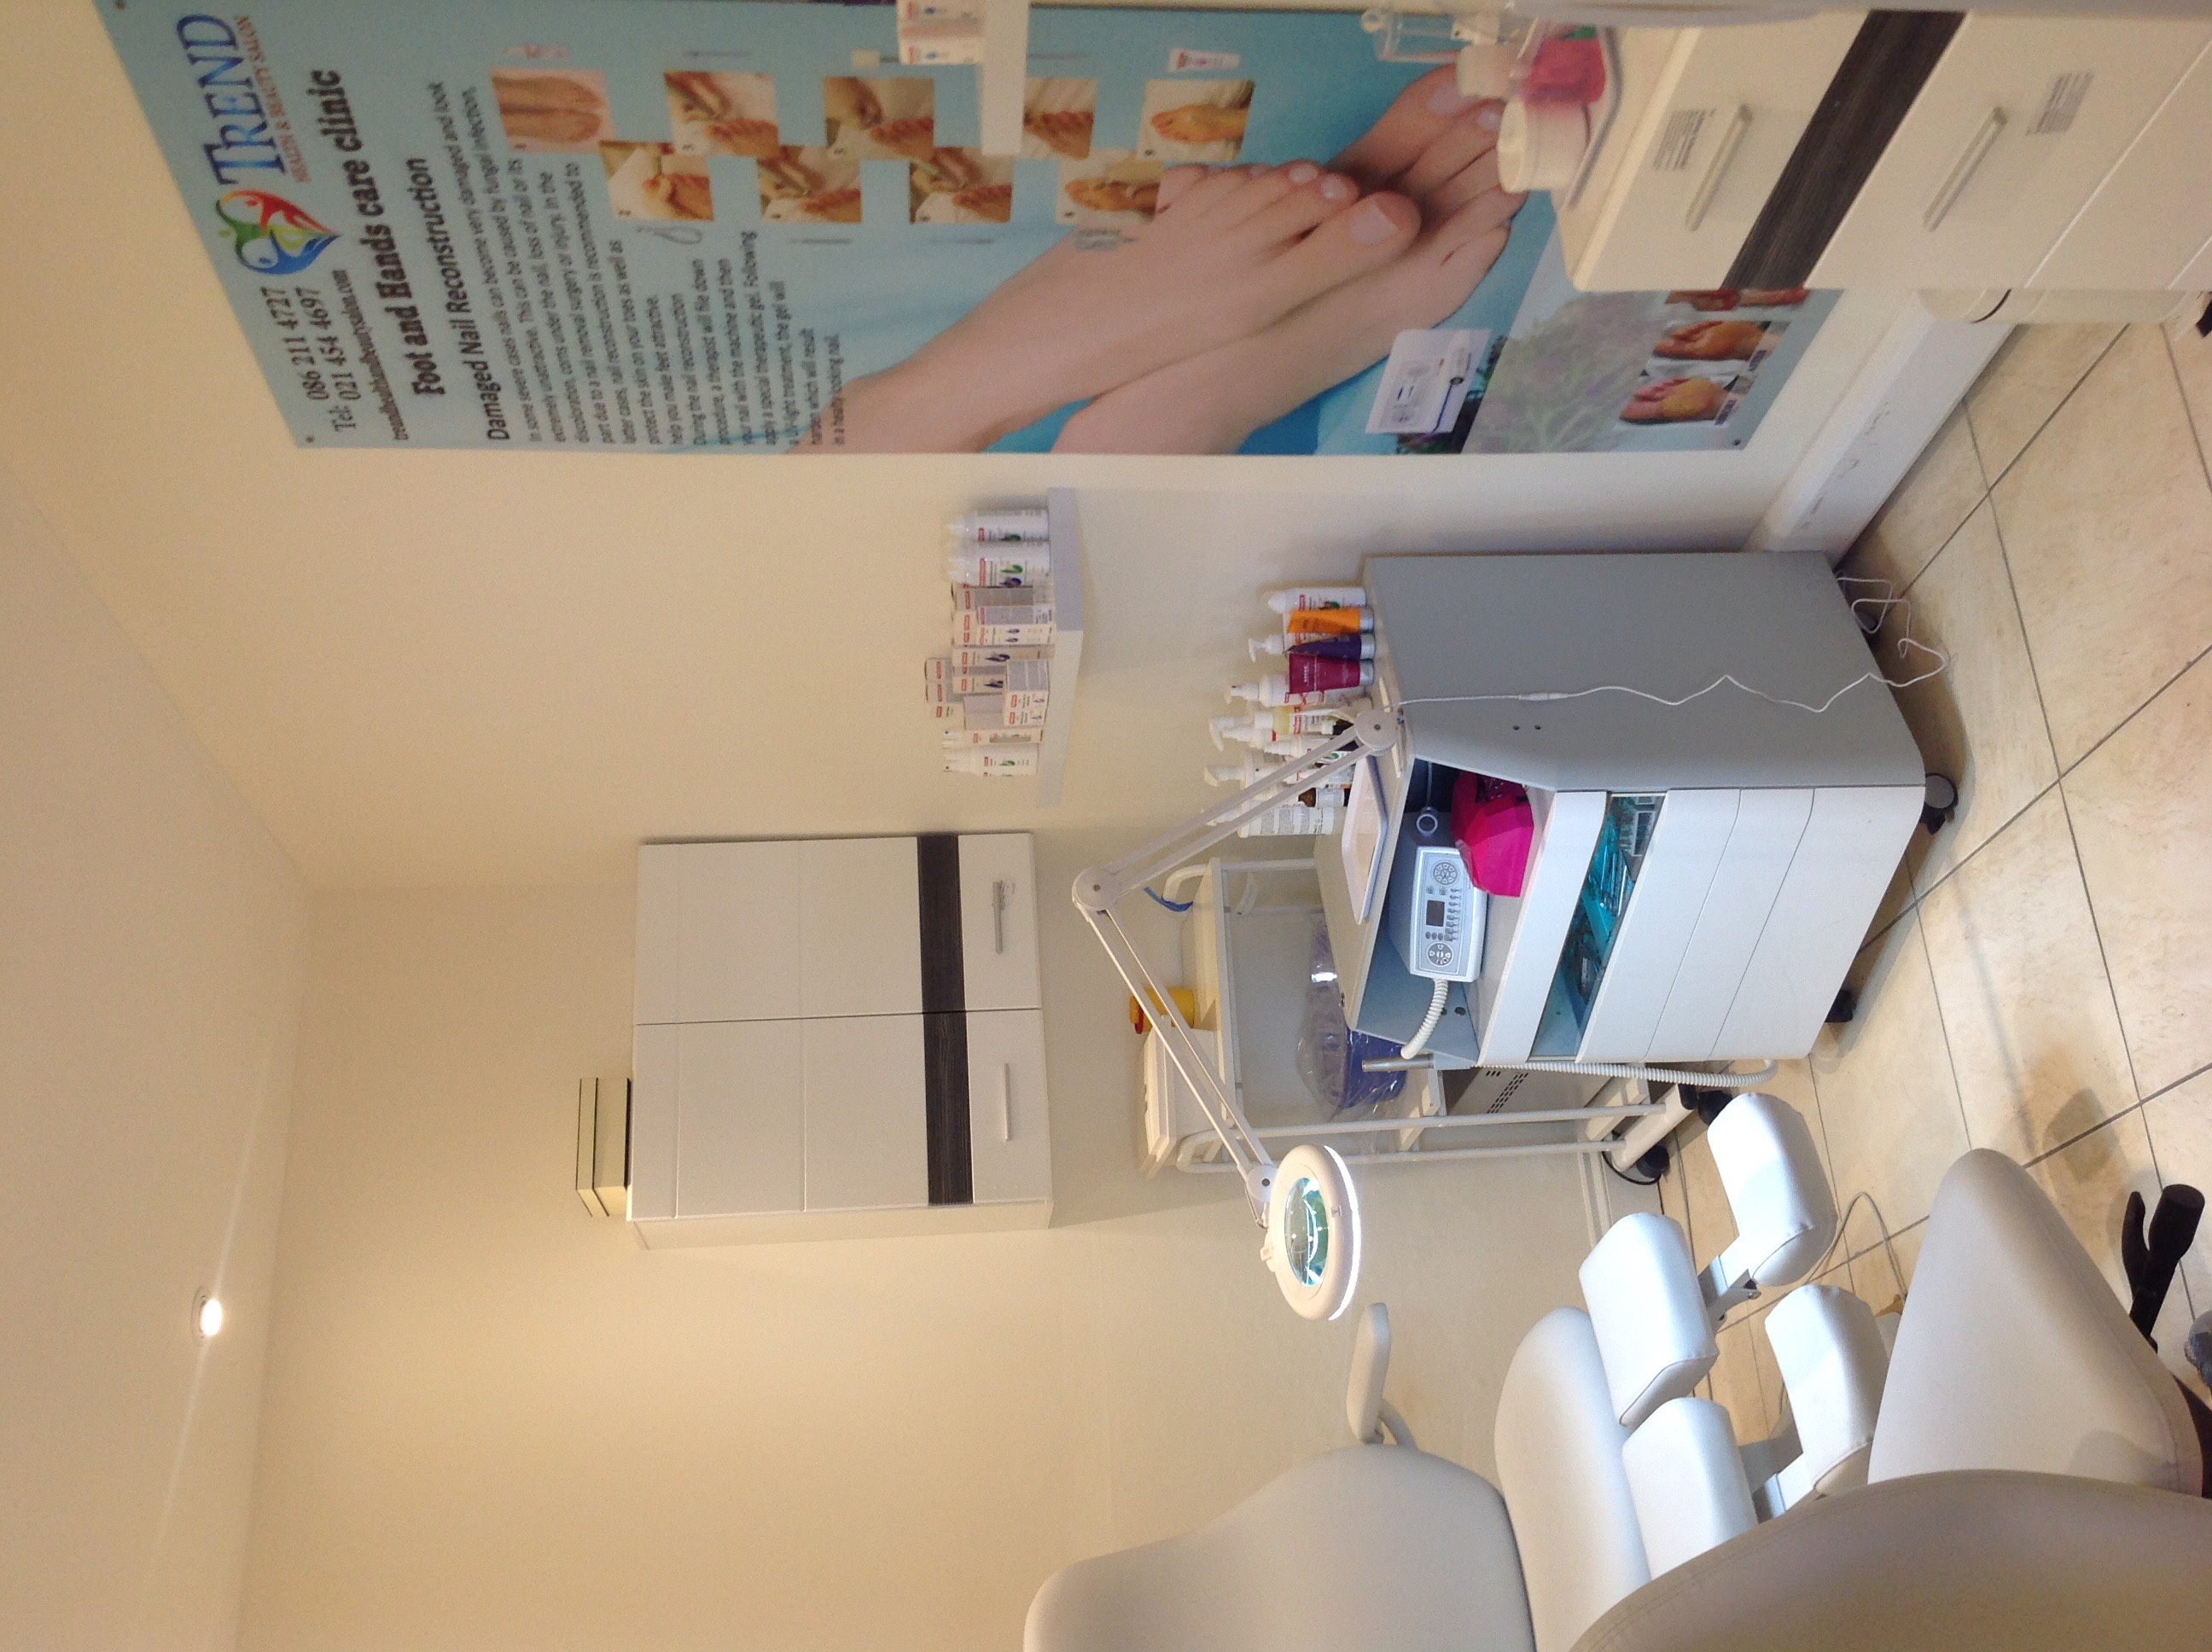 TREND
HEALTH & BEAUTY SALON
Tel: 086 211 4727
021 454 4697
treandhealthandbeautysalon.com
Foot and Hands care clinic
Damaged Nail Reconstruction
In some severe cases nails can become very damaged and look
extremely unattractive. This can be caused by fungal infection,
discoloration, corns under the nail, loss of nail or its
part due to a nail removal surgery or injury. In the
latter cases, nail reconstruction is recommended to
protect the skin on your toes as well as
help you make feet attractive.
During the nail reconstruction
procedure, a therapist will file down
your nail with the machine and then
apply a special therapeutic gel. Following
a UV-light treatment, the gel will
harden which will result
in a healty looking nail.
1
2
3
5